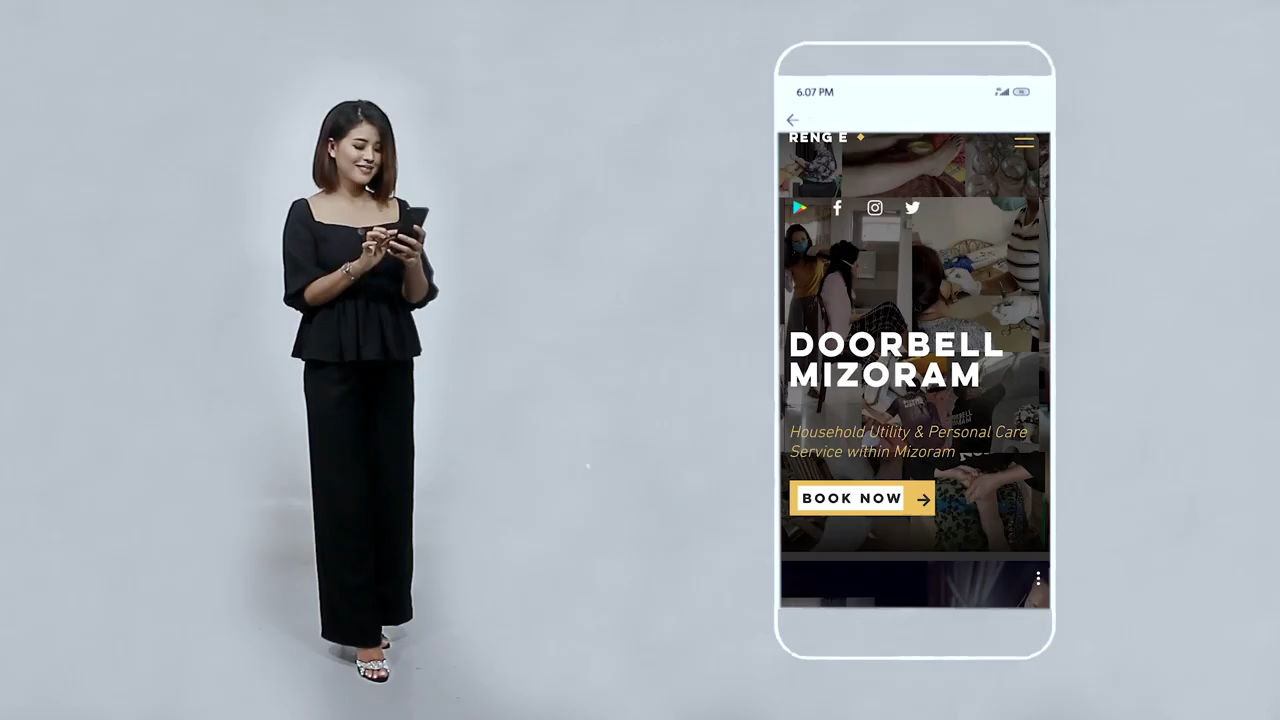 6.07 PM
RENG E
DOORBELL
MIZORAM
Household Utility & Personal Care
Service within Mizoram
BOOK NOW